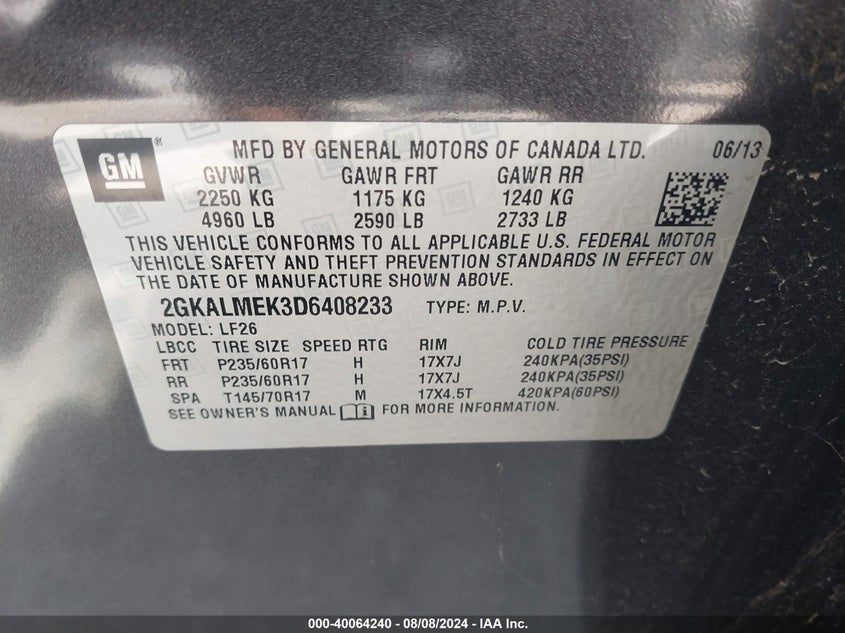 GM ® MFD BY GENERAL MOTORS OF CANADA LTD. 06/13
GVWR GAWR FRT GAWR RR
2250 KG 1175 KG 1240 KG
4960 LB 2590 LB 2733 LB
THIS VEHICLE CONFORMS TO ALL APPLICABLE U.S. FEDERAL MOTOR
VEHICLE SAFETY AND THEFT PREVENTION STANDARDS IN EFFECT ON
THE DATE OF MANUFACTURE SHOWN ABOVE.
2GKALMEK3D6408233 TYPE: M.P.V.
MODEL: LF26
LBCC TIRE SIZE SPEED RTG RIM COLD TIRE PRESSURE
FRT P235/60R17 H 17X7J 240KPA(35PSI)
RR P235/60R17 H 17X7J 240KPA(35PSI)
SPA T145/70R17 M 17X4.5T 420KPA(60PSI)
SEE OWNER'S MANUAL FOR MORE INFORMATION.
000-40064240 - 08/08/2024 - IAA Inc.